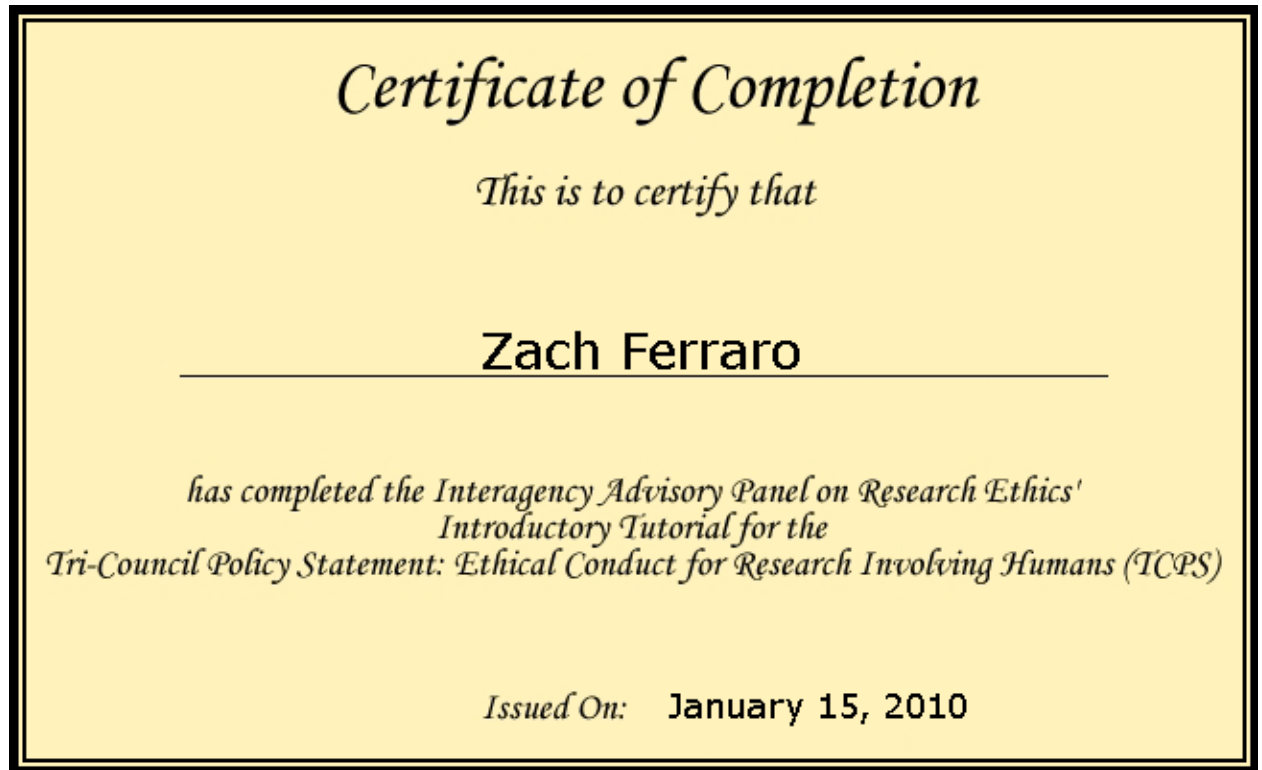 Certificate of Completion
This is to certify that
Zach Ferraro
has completed the Interagency Advisory Panel on Research Ethics'
Introductory Tutorial for the
Tri-Council Policy Statement: Ethical Conduct for Research Involving Humans (TCPS)
Issued On: January 15, 2010